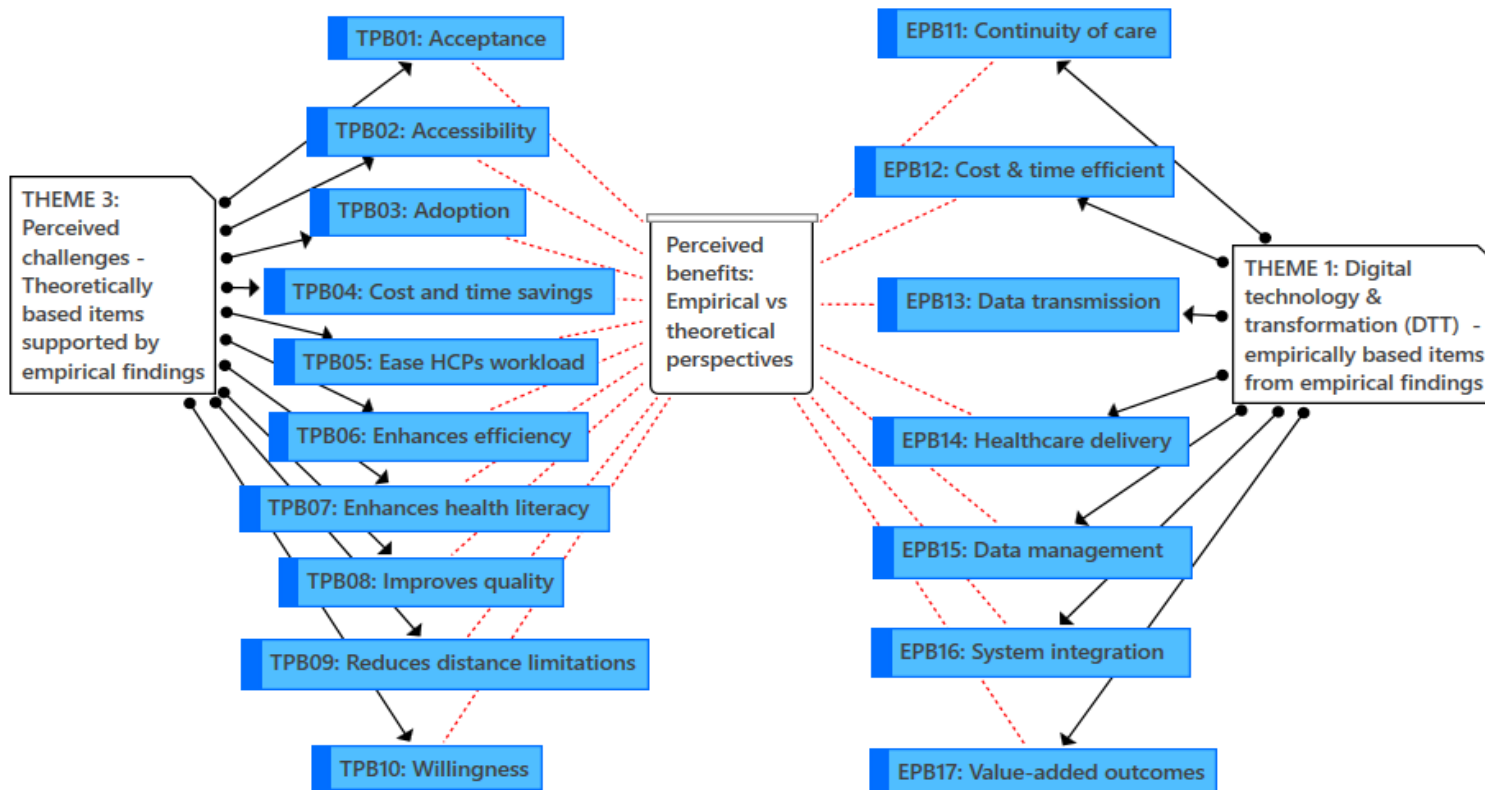 TPB01: Acceptance
TPB02: Accessibility
TPB03: Adoption
TPB04: Cost and time savings
TPB05: Ease HCPs workload
TPB06: Enhances efficiency
TPB07: Enhances health literacy
TPB08: Improves quality
TPB09: Reduces distance limitations
TPB10: Willingness
THEME 3:
Perceived
challenges -
Theoretically
based items
supported by
empirical findings
Perceived
benefits:
Empirical vs
theoretical
perspectives
EPB11: Continuity of care
EPB12: Cost & time efficient
EPB13: Data transmission
EPB14: Healthcare delivery
EPB15: Data management
EPB16: System integration
EPB17: Value-added outcomes
THEME 1: Digital
technology &
transformation (DTT) -
empirically based items
from empirical findings